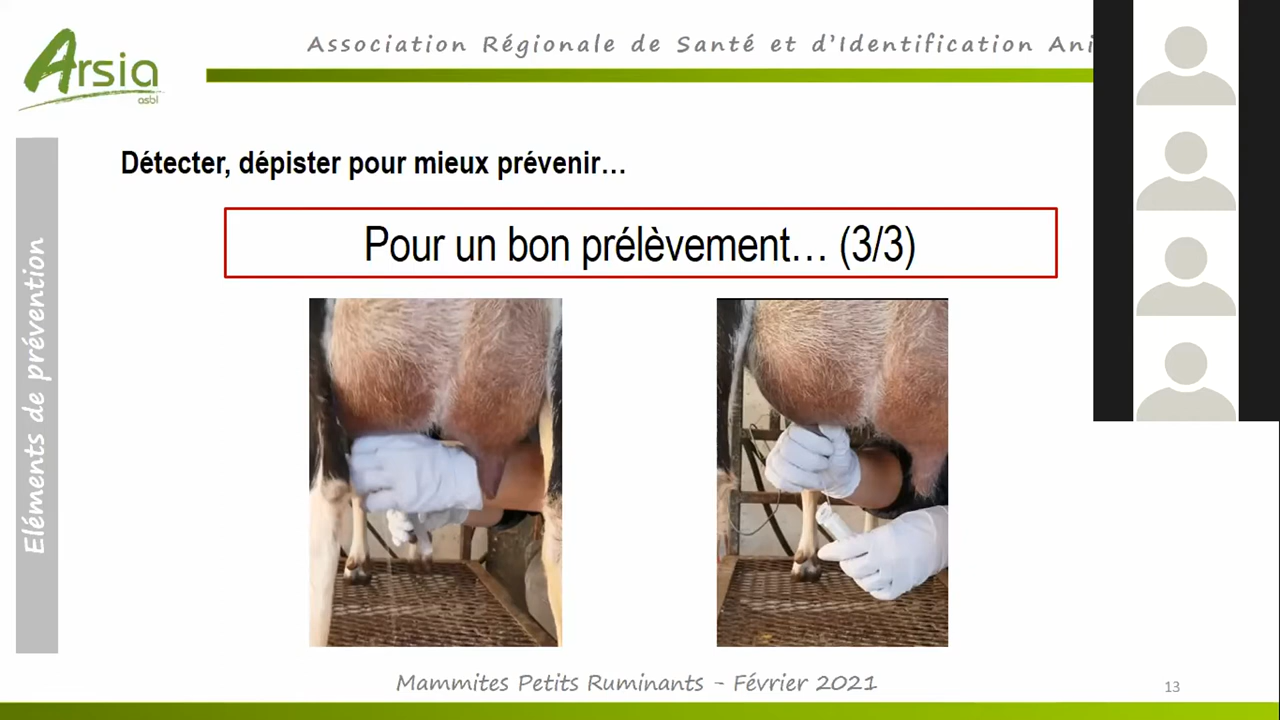 Arsia
asbl
Association Régionale de Santé et d'Identification Ani
Détecter, dépister pour mieux prévenir…
Pour un bon prélèvement… (3/3)
Eléments de prévention
Mammites Petits Ruminants - Février 2021
13